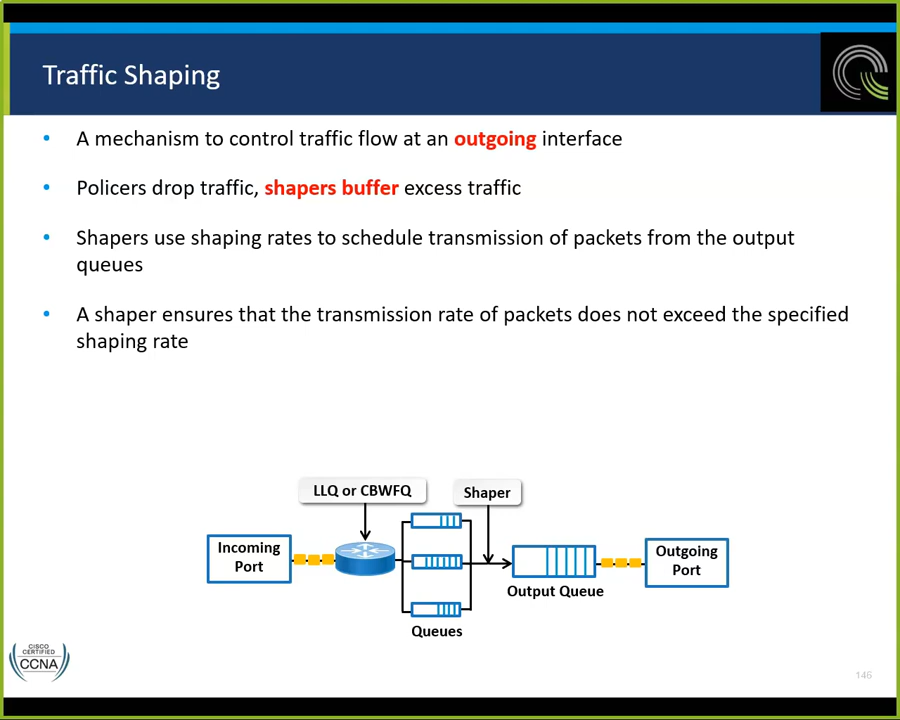 Traffic Shaping
• A mechanism to control traffic flow at an outgoing interface
• Policers drop traffic, shapers buffer excess traffic
• Shapers use shaping rates to schedule transmission of packets from the output
queues
• A shaper ensures that the transmission rate of packets does not exceed the specified
shaping rate
LLQ or CBWFQ
Shaper
Incoming
Port
Outgoing
Port
Output Queue
Queues
CISCO
CERTIFIED
CCNA
146